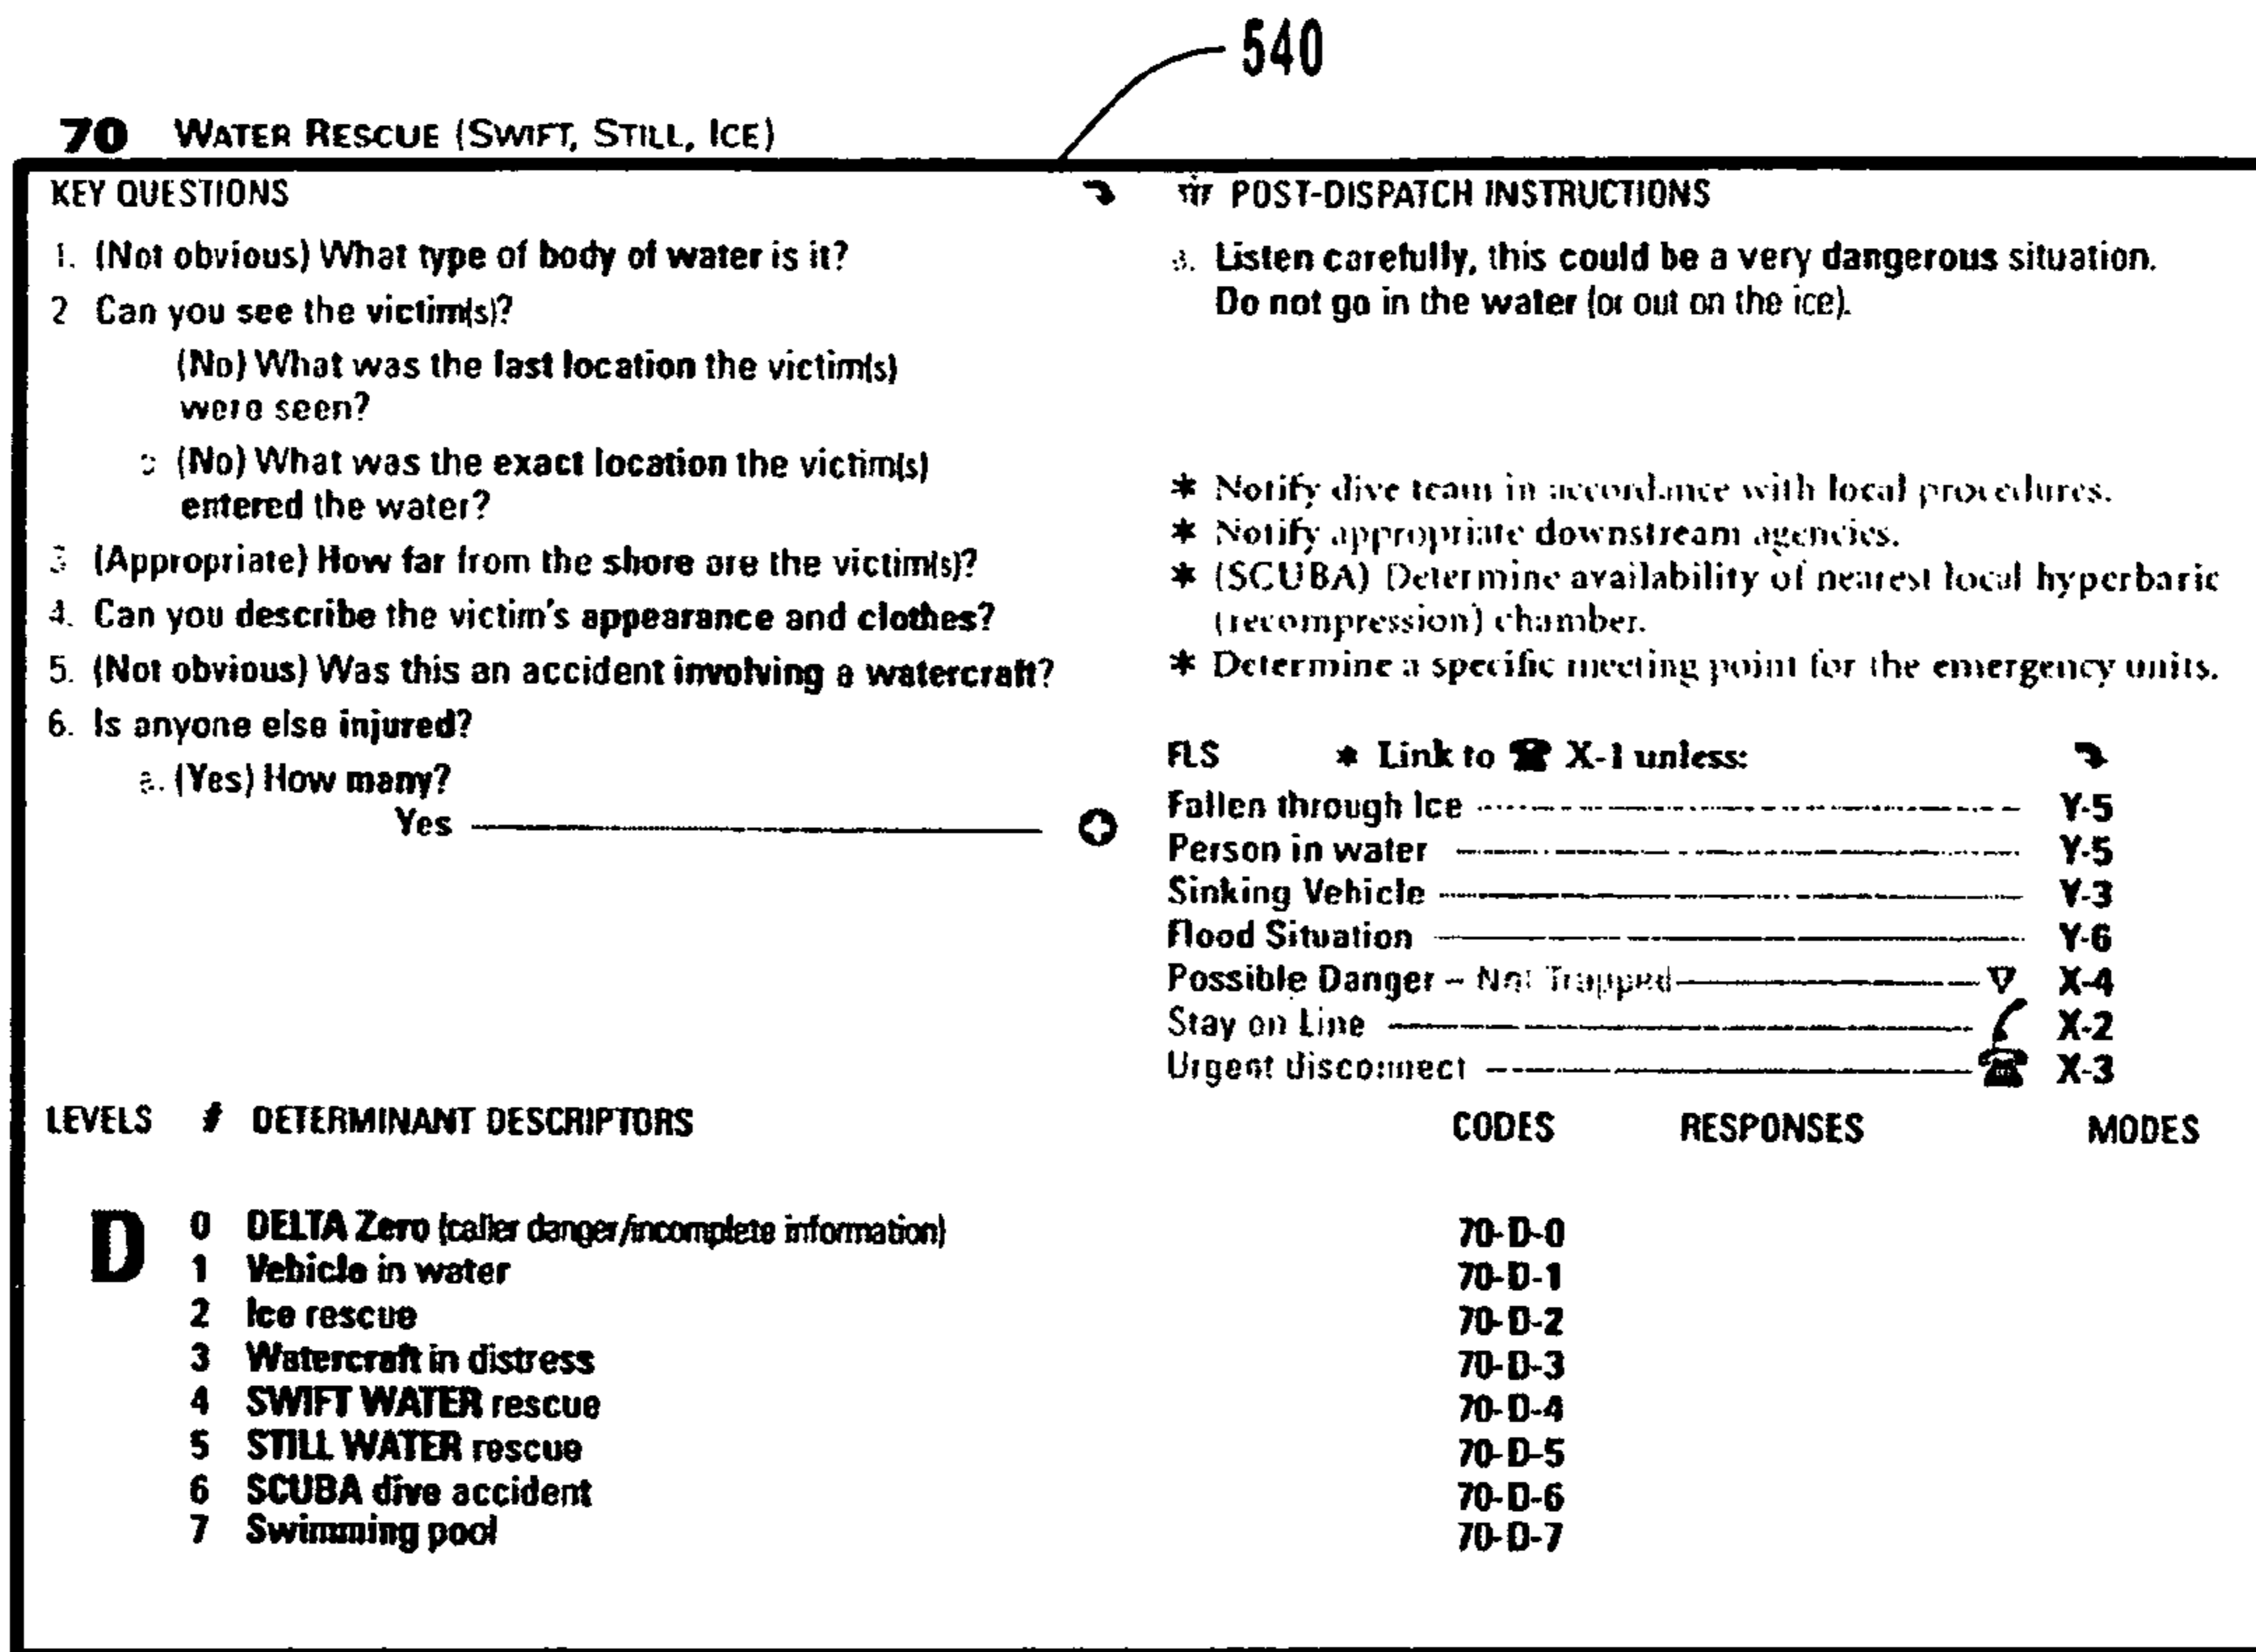 540
70 WATER RESCUE (SWIFT, STILL, ICE)
KEY QUESTIONS
1. (Not obvious) What type of body of water is it?
2 Can you see the victim(s)?
(No) What was the last location the victim(s)
were seen?
(No) What was the exact location the victim(s)
entered the water?
3 (Appropriate) How far from the shore are the victim(s)?
4. Can you describe the victim's appearance and clothes?
5. (Not obvious) Was this an accident involving a watercraft?
6. Is anyone else injured?
a. (Yes) How many?
Yes
POST-DISPATCH INSTRUCTIONS
a. Listen carefully, this could be a very dangerous situation.
Do not go in the water (or out on the ice).
* Notify dive team in accordance with local procedures.
* Notify appropriate downstream agencies.
* (SCUBA) Determine availability of nearest local hyperbaric
(recompression) chamber.
* Determine a specific meeting point for the emergency units.
FLS * Link to ☎ X-1 unless:
Fallen through Ice Y-5
Person in water Y-5
Sinking Vehicle Y-3
Flood Situation Y-6
Possible Danger – Not Trapped X-4
Stay on Line X-2
Urgent disconnect X-3
LEVELS # DETERMINANT DESCRIPTORS CODES RESPONSES MODES
D 0 DELTA Zero (caller danger/incomplete information) 70-D-0
1 Vehicle in water 70-D-1
2 Ice rescue 70-D-2
3 Watercraft in distress 70-D-3
4 SWIFT WATER rescue 70-D-4
5 STILL WATER rescue 70-D-5
6 SCUBA dive accident 70-D-6
7 Swimming pool 70-D-7